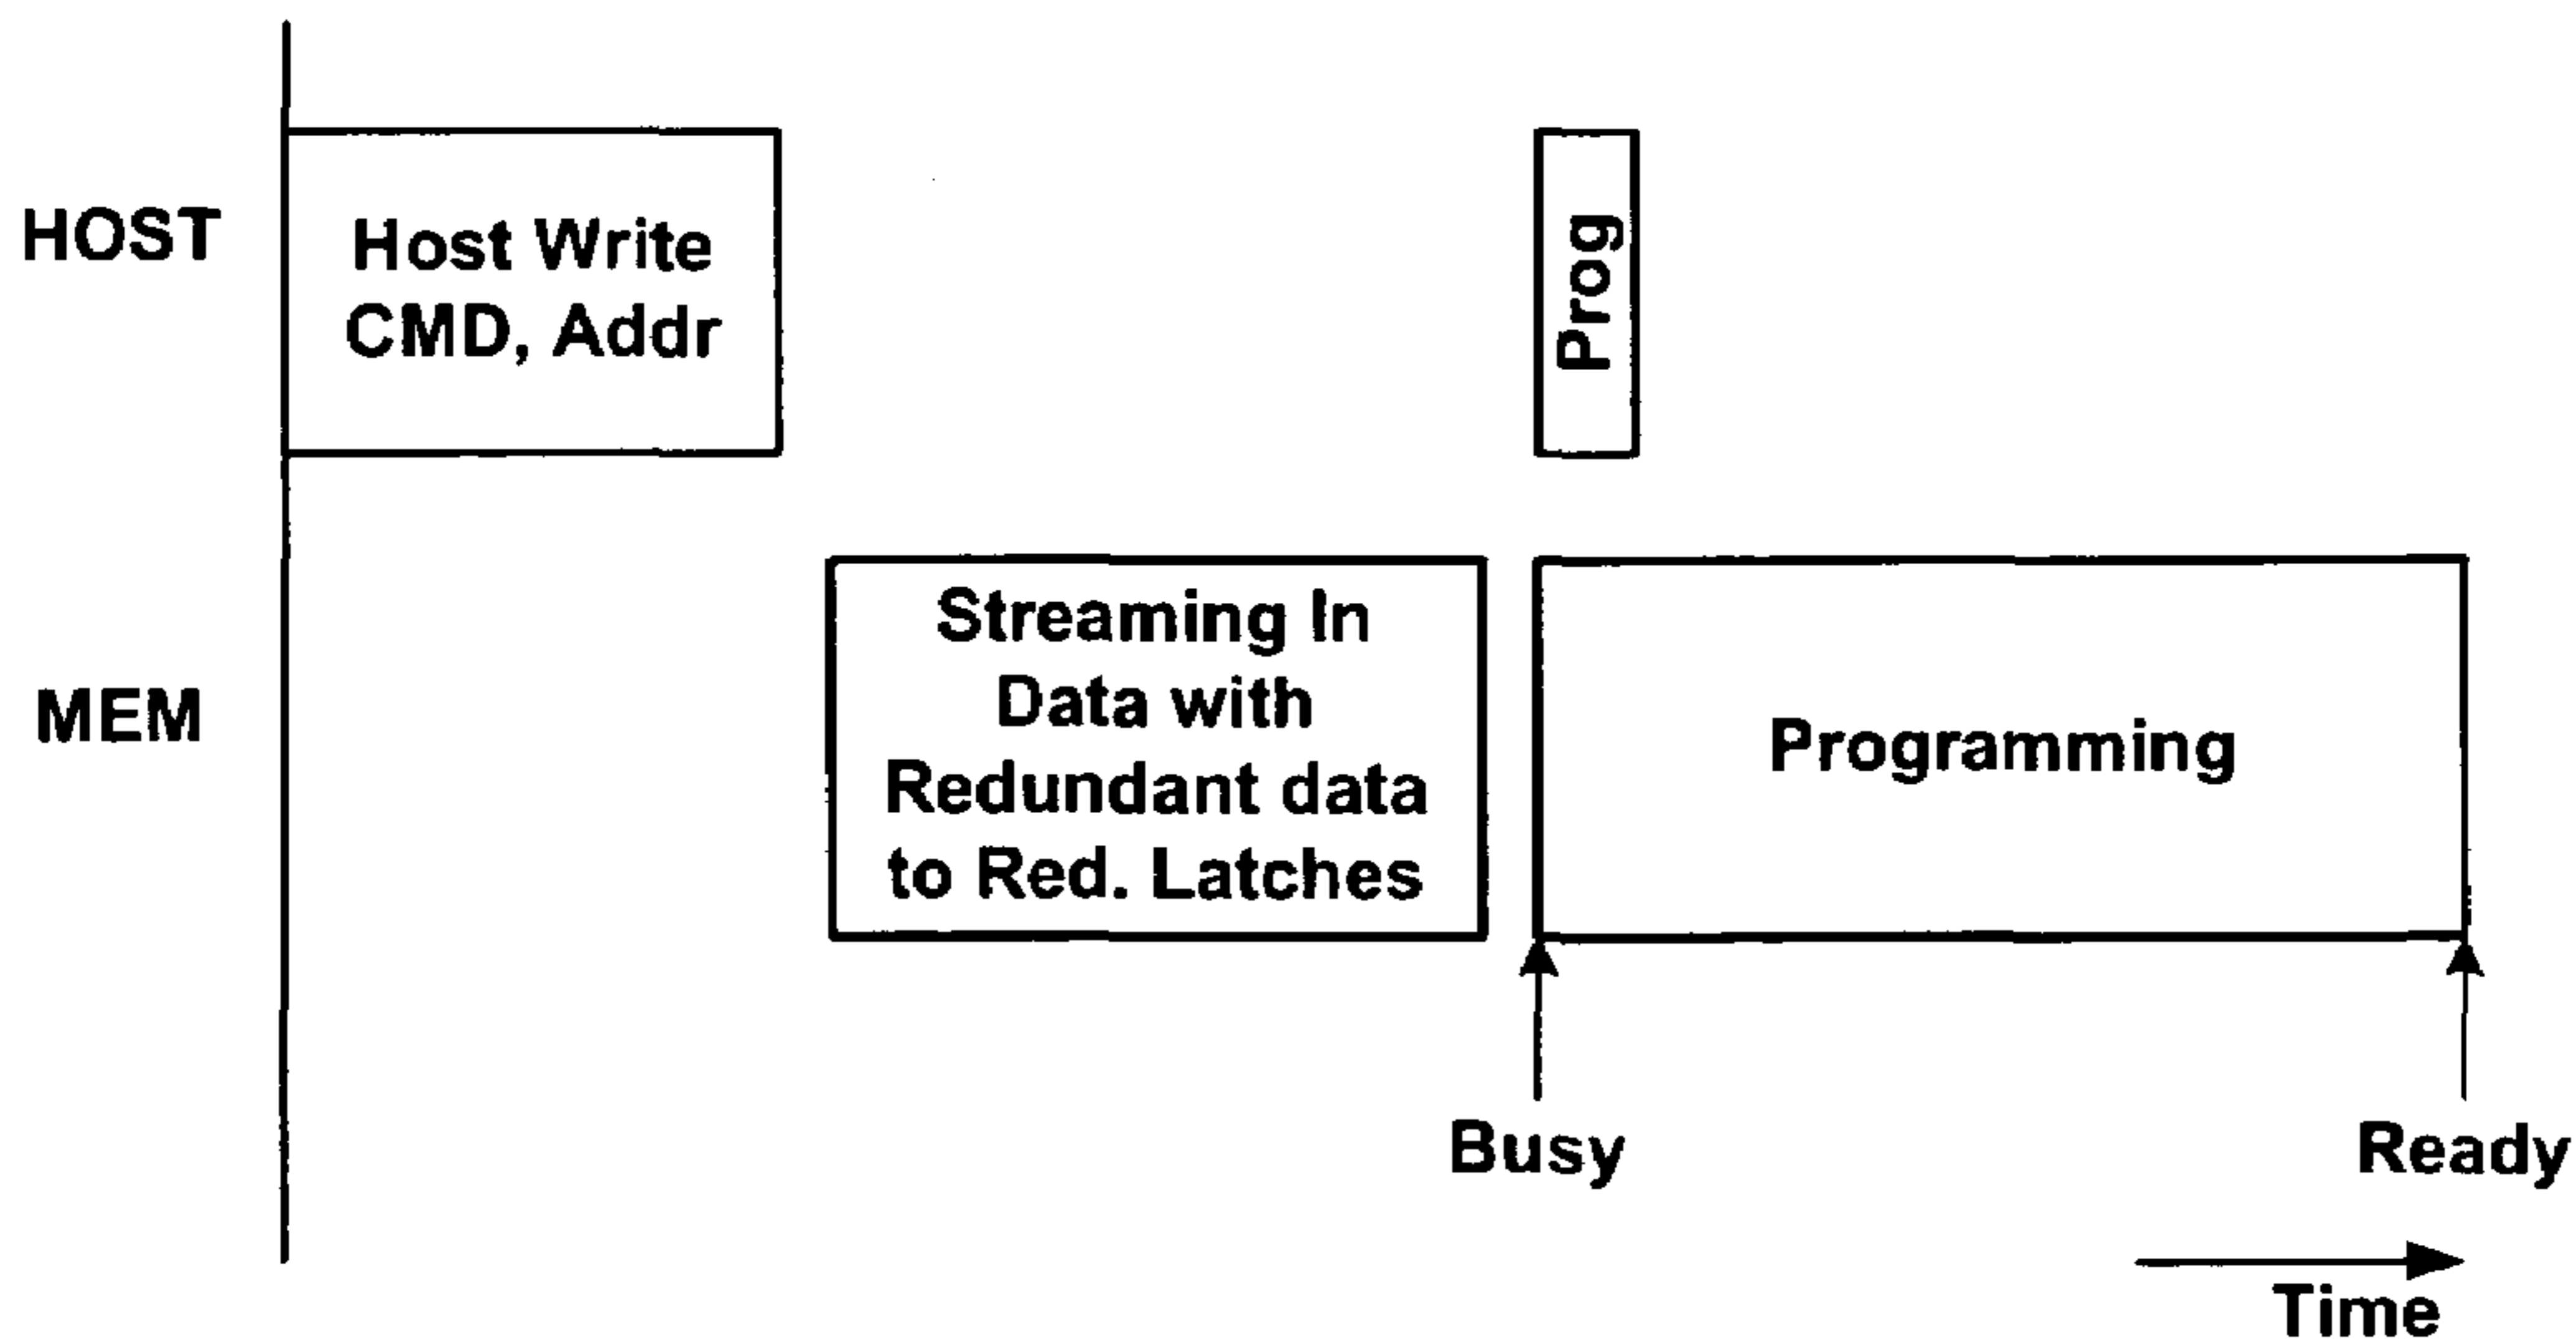 HOST
Host Write
CMD, Addr
Prog
MEM
Streaming In
Data with
Redundant data
to Red. Latches
Programming
Busy
Ready
Time